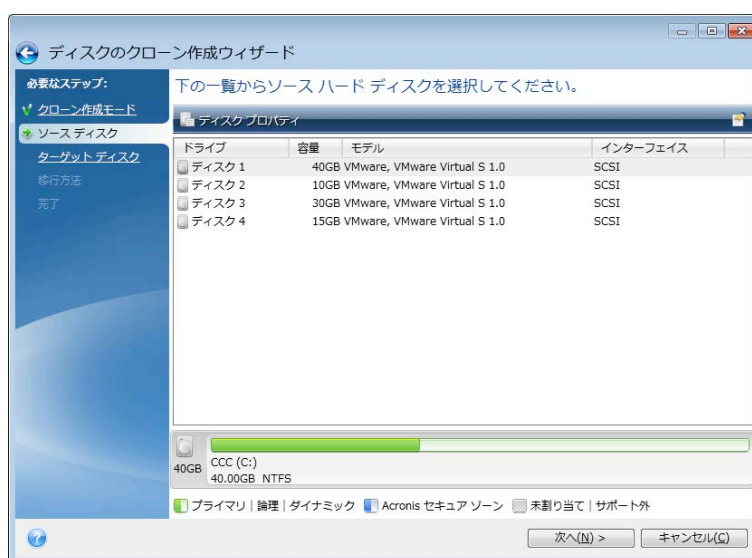 ディスクのクローン作成ウィザード
必要なステップ:
クローン作成モード
ソース ディスク
ターゲット ディスク
移行方法
完了
下の一覧からソース ハード ディスクを選択してください。
ディスク プロパティ
ドライブ 容量 モデル インターフェイス
ディスク 1 40GB VMware, VMware Virtual S 1.0 SCSI
ディスク 2 10GB VMware, VMware Virtual S 1.0 SCSI
ディスク 3 30GB VMware, VMware Virtual S 1.0 SCSI
ディスク 4 15GB VMware, VMware Virtual S 1.0 SCSI
40GB
CCC (C:)
40.00GB NTFS
プライマリ | 論理 | ダイナミック Acronis セキュア ゾーン 未割り当て | サポート外
次へ(N) > キャンセル(C)